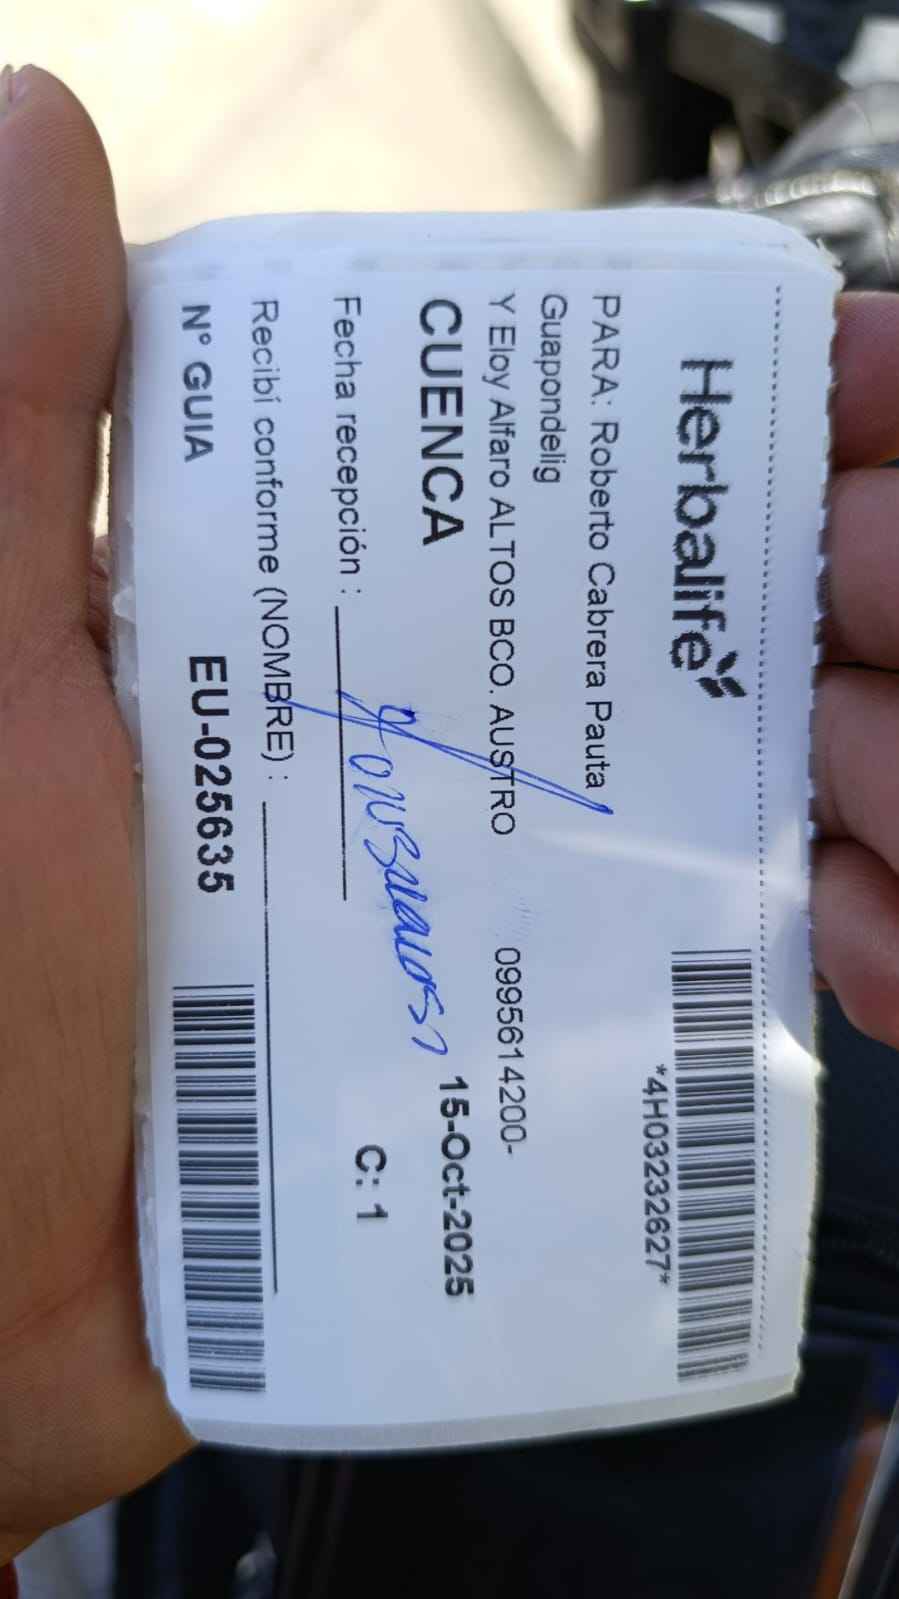 Herbalife
*4H03232627*
PARA: Roberto Cabrera Pauta
Guapondelig
Y Eloy Alfaro ALTOS BCO. AUSTRO 0995614200-
CUENCA 15-Oct-2025
Fecha recepción :
C: 1
Recibí conforme (NOMBRE) :
N° GUIA EU-025635